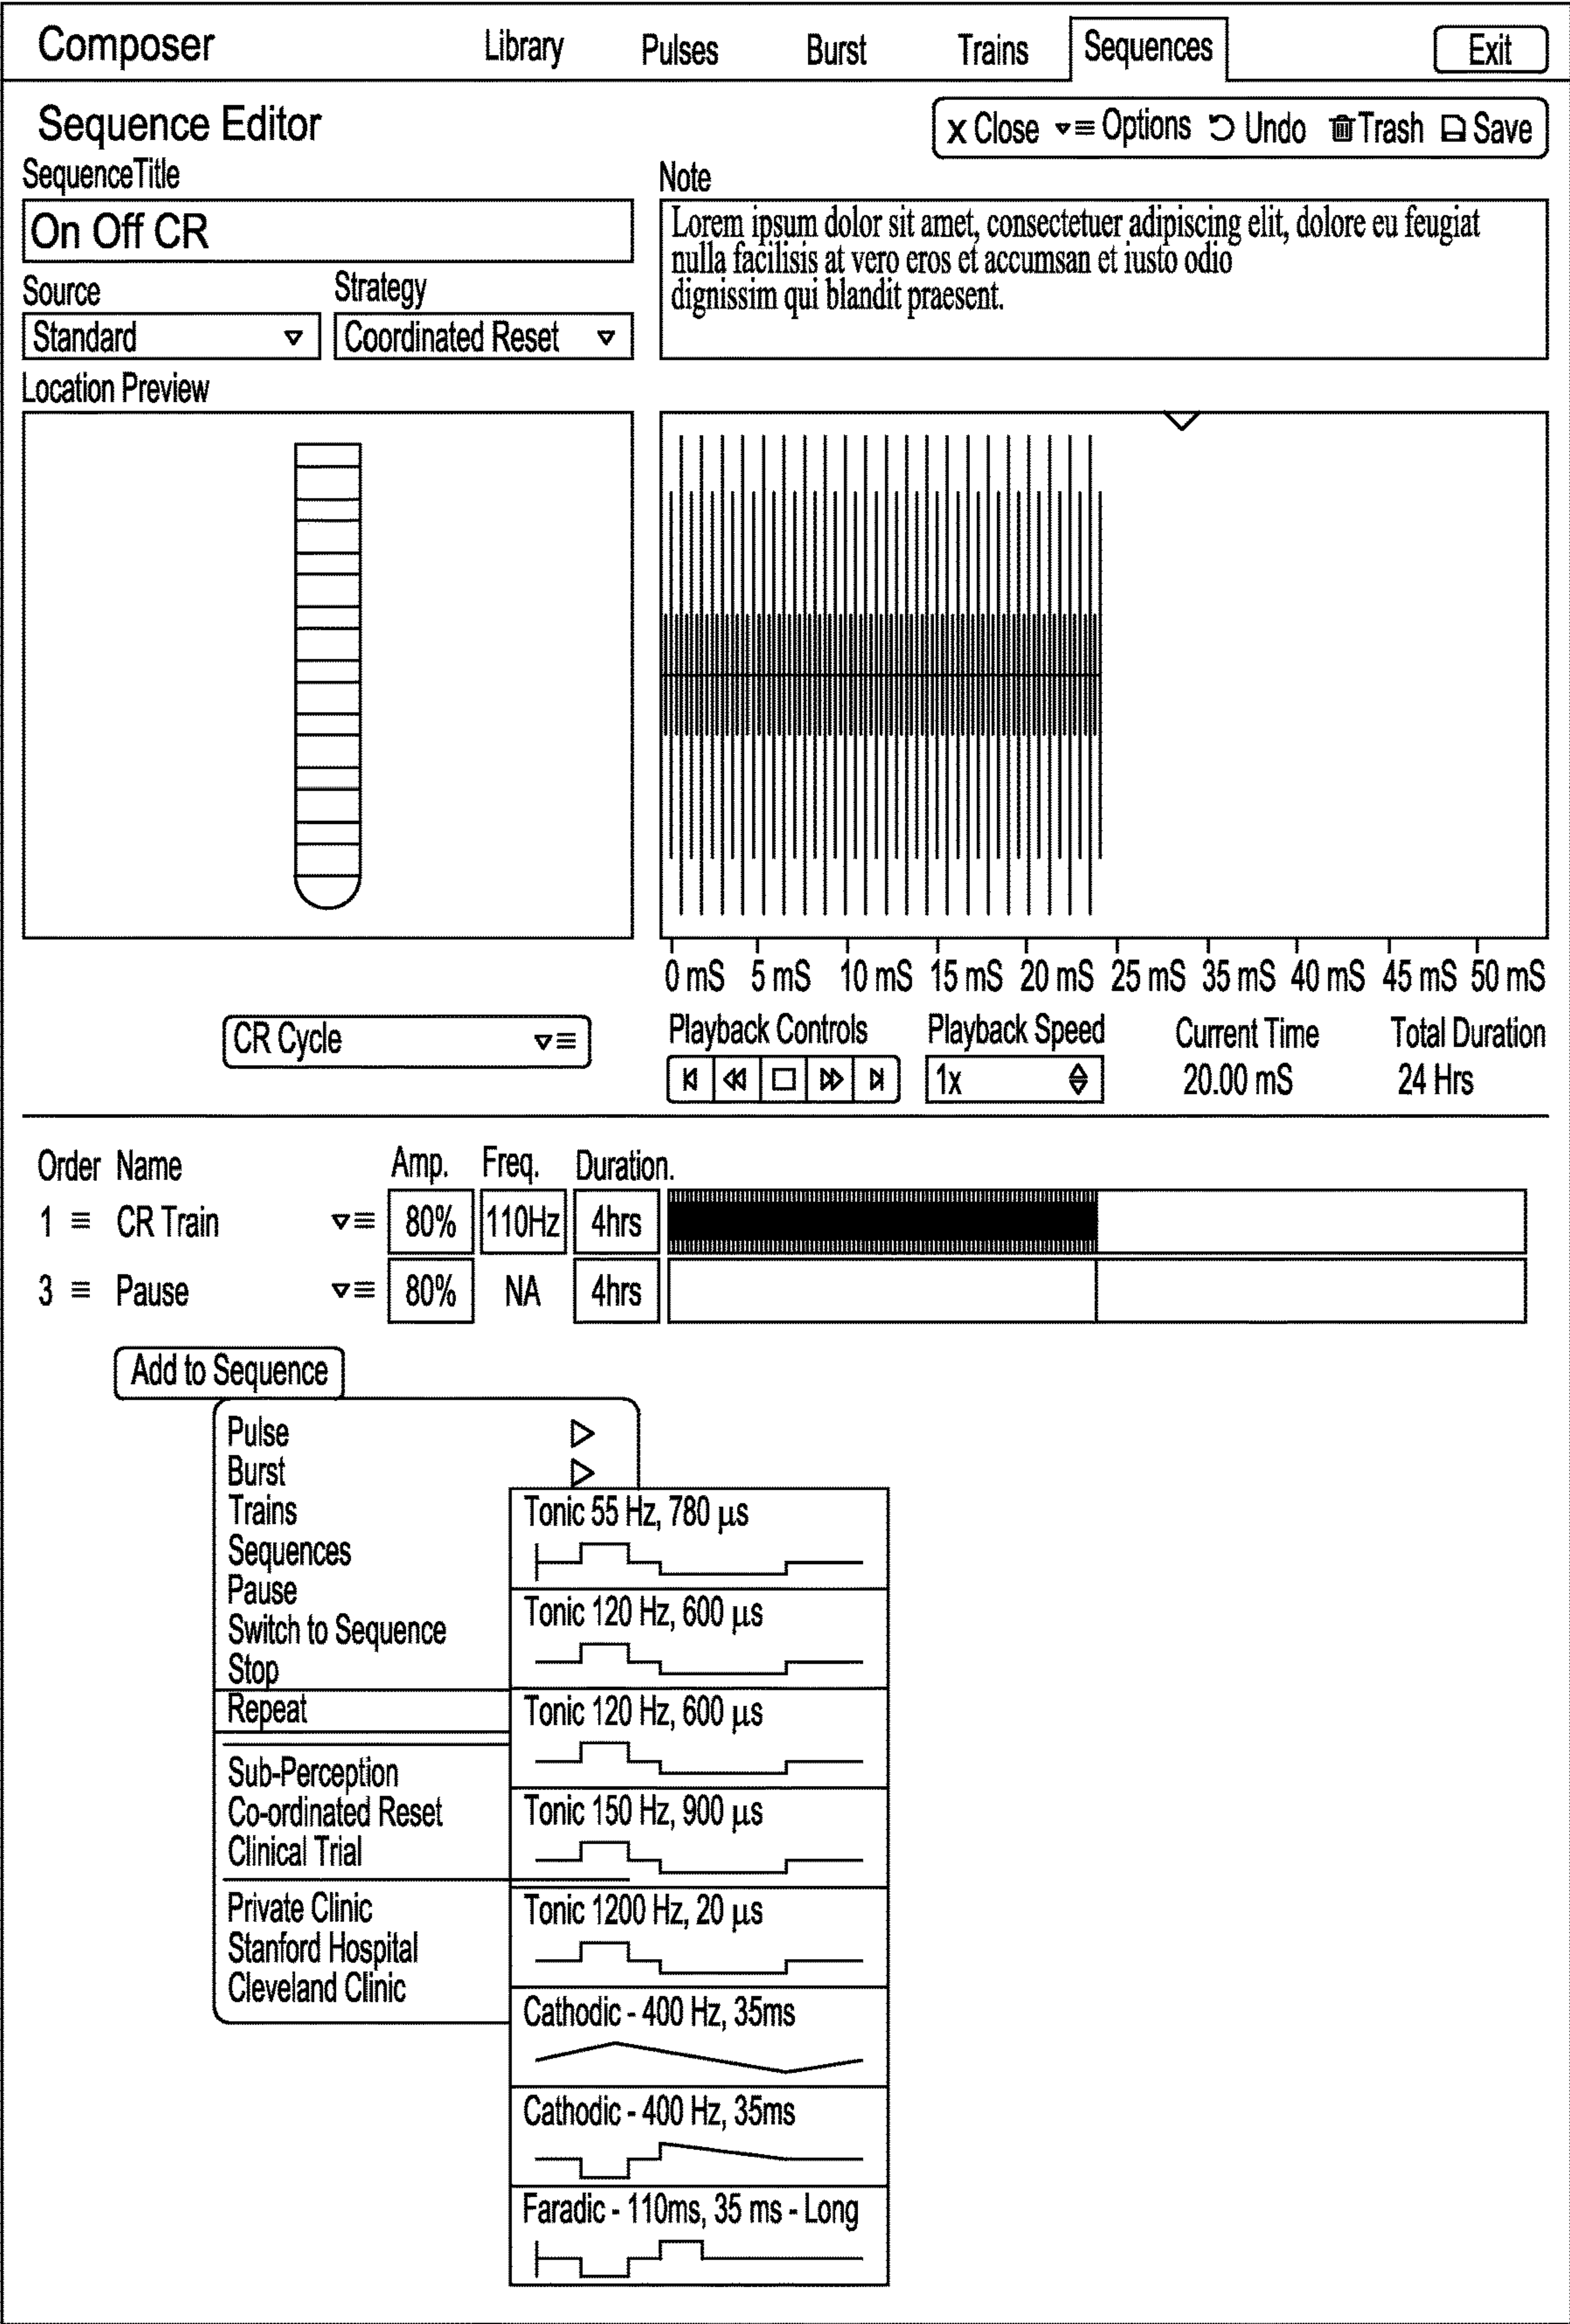 Composer Library Pulses Burst Trains Sequences Exit
Sequence Editor
X Close Options Undo Trash Save
SequenceTitle
On Off CR
Note
Lorem ipsum dolor sit amet, consectetuer adipiscing elit, dolore eu feugiat
nulla facilisis at vero eros et accumsan et iusto odio
dignissim qui blandit praesent.
Source Strategy
Standard Coordinated Reset
Location Preview
0 mS 5 mS 10 mS 15 mS 20 mS 25 mS 35 mS 40 mS 45 mS 50 mS
CR Cycle
Playback Controls Playback Speed Current Time Total Duration
1x 20.00 mS 24 Hrs
Order Name Amp. Freq. Duration.
1 CR Train 80% 110Hz 4hrs
3 Pause 80% NA 4hrs
Add to Sequence
Pulse
Burst
Trains
Sequences
Pause
Switch to Sequence
Stop
Repeat
Sub-Perception
Co-ordinated Reset
Clinical Trial
Private Clinic
Stanford Hospital
Cleveland Clinic
Tonic 55 Hz, 780 µs
Tonic 120 Hz, 600 µs
Tonic 120 Hz, 600 µs
Tonic 150 Hz, 900 µs
Tonic 1200 Hz, 20 µs
Cathodic - 400 Hz, 35ms
Cathodic - 400 Hz, 35ms
Faradic - 110ms, 35 ms - Long